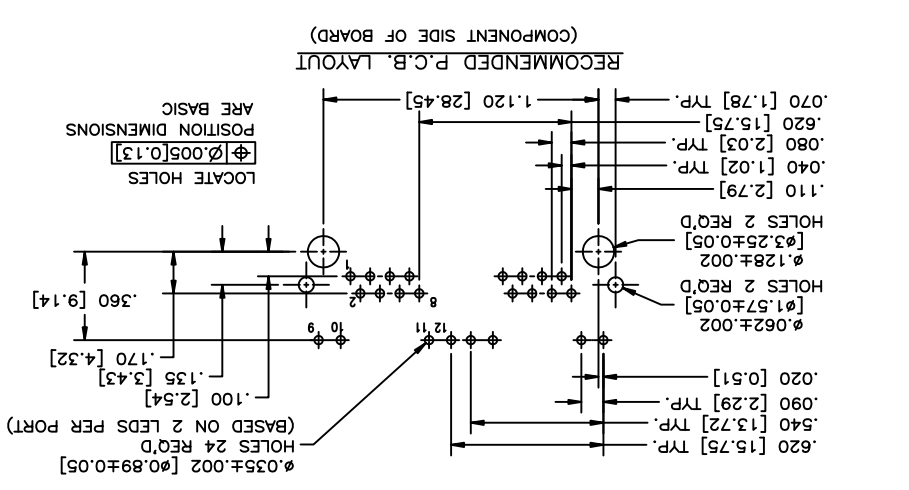 .620 [15.75] TYP.
.540 [13.72] TYP.
.090 [2.29] TYP.
.020 [0.51]
ø.035±.002 [ø0.89±0.05]
HOLES 24 REQ'D
(BASED ON 2 LEDS PER PORT)
.100 [2.54]
.135 [3.43]
.170 [4.32]
.360 [9.14]
12 11
10 9
8
2
1
ø.062±.002
[ø1.57±0.05]
HOLES 2 REQ'D
ø.128±.002
[ø3.25±0.05]
HOLES 2 REQ'D
.110 [2.79]
.040 [1.02] TYP.
.080 [2.03] TYP.
.620 [15.75]
.070 [1.78] TYP.
1.120 [28.45]
LOCATE HOLES
⌖ Ø.005[0.13]
POSITION DIMENSIONS
ARE BASIC
RECOMMENDED P.C.B. LAYOUT
(COMPONENT SIDE OF BOARD)